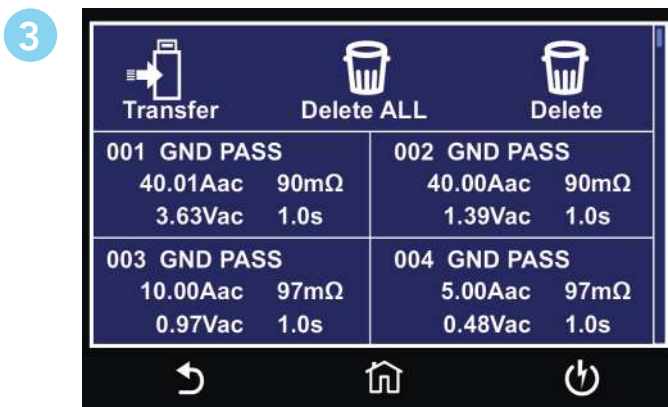 3
Transfer Delete ALL Delete
001 GND PASS
40.01Aac 90mΩ
3.63Vac 1.0s
002 GND PASS
40.00Aac 90mΩ
1.39Vac 1.0s
003 GND PASS
10.00Aac 97mΩ
0.97Vac 1.0s
004 GND PASS
5.00Aac 97mΩ
0.48Vac 1.0s